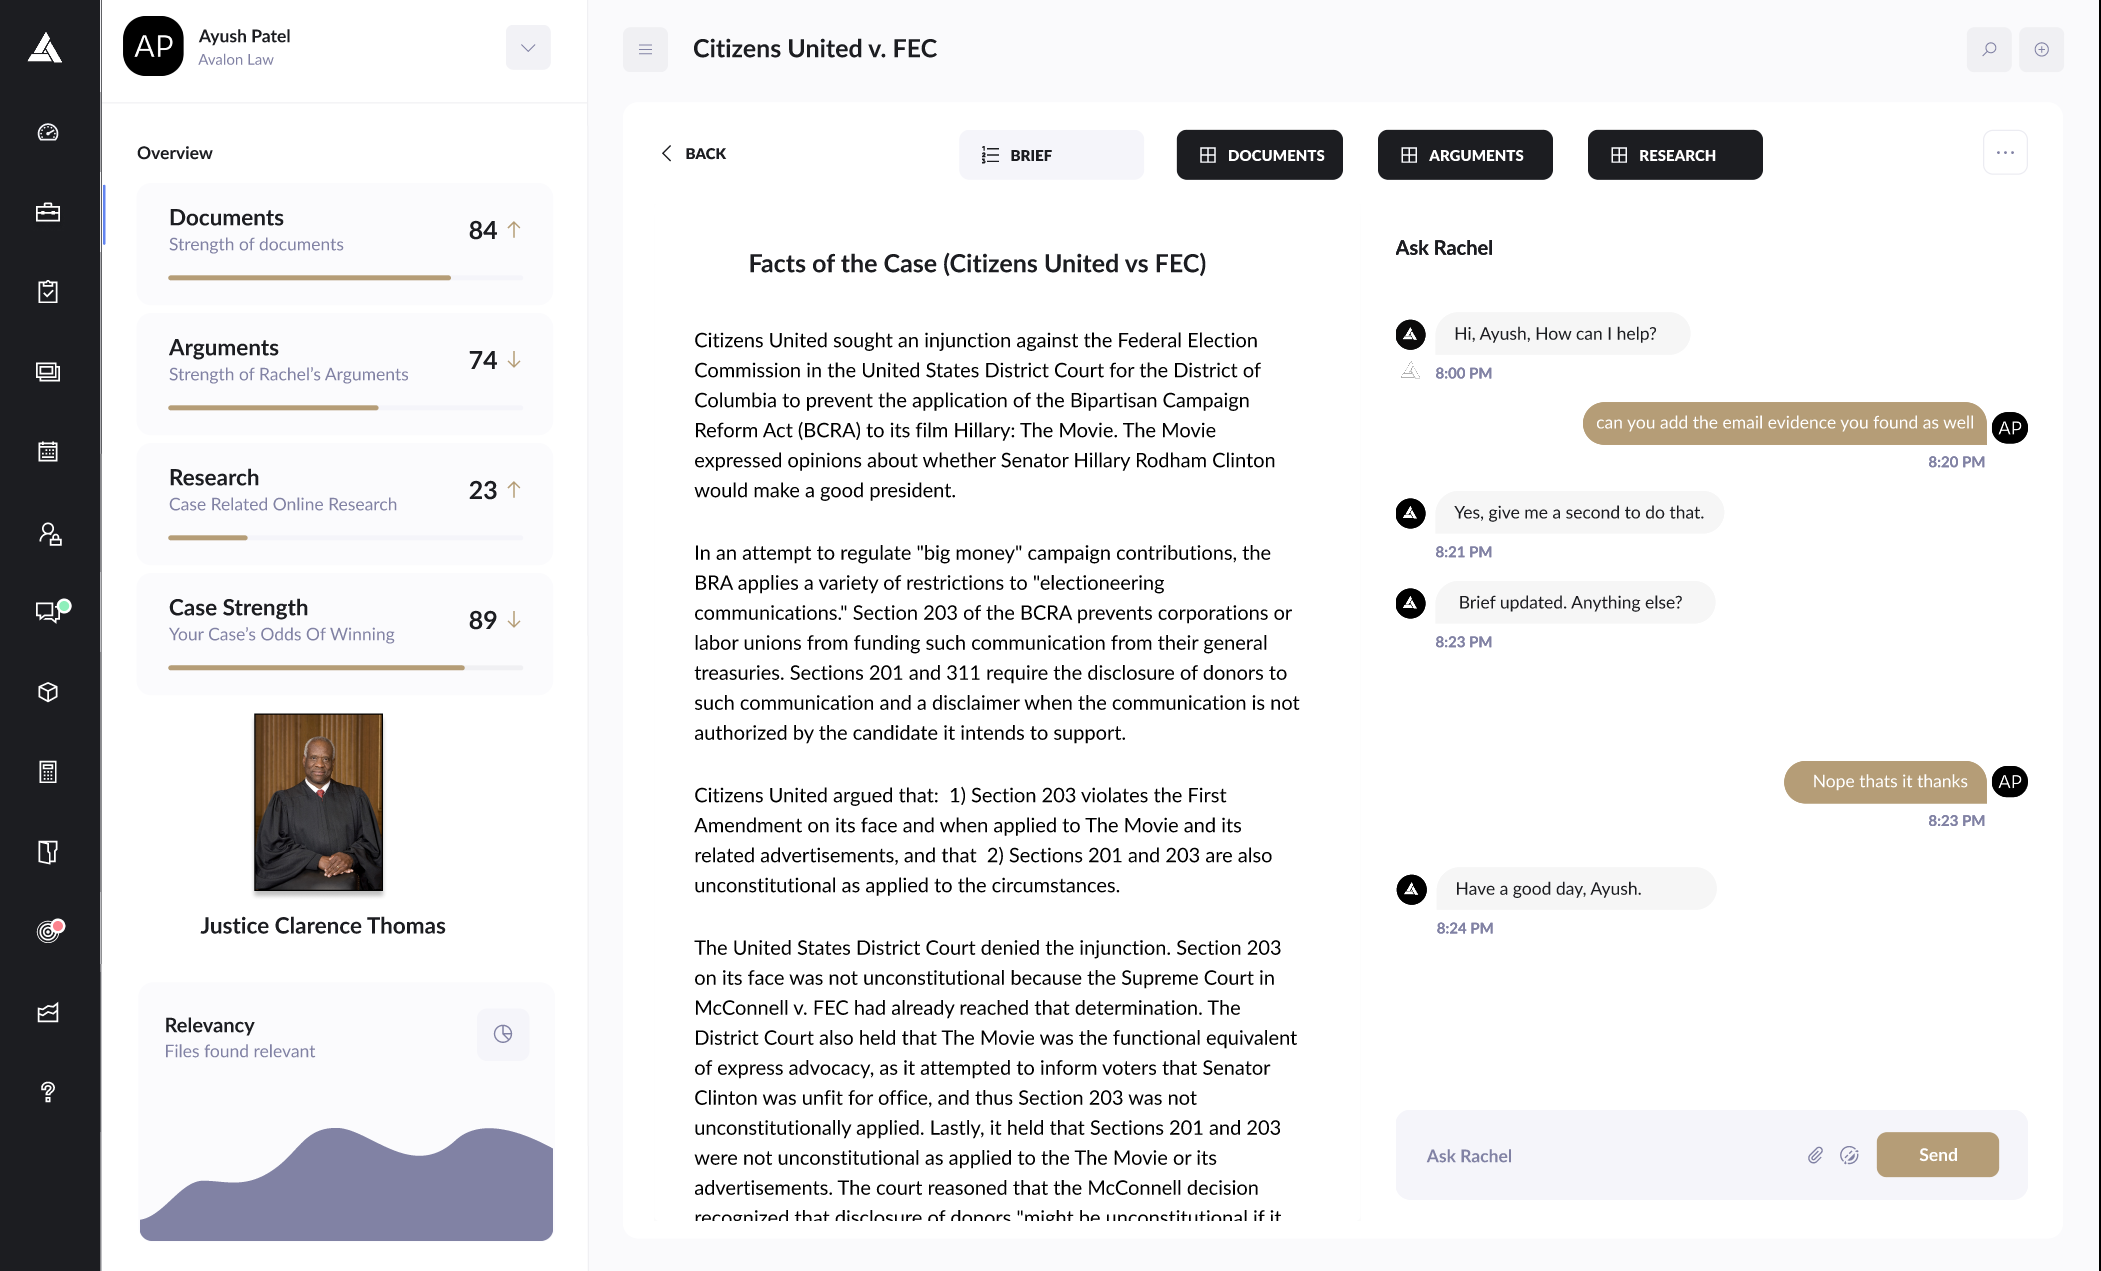 AP
Ayush Patel
Avalon Law
Citizens United v. FEC
Overview
Documents
Strength of documents
84
Arguments
Strength of Rachel's Arguments
74
Research
Case Related Online Research
23
Case Strength
Your Case's Odds Of Winning
89
Justice Clarence Thomas
Relevancy
Files found relevant
BACK
BRIEF
DOCUMENTS
ARGUMENTS
RESEARCH
Facts of the Case (Citizens United vs FEC)
Citizens United sought an injunction against the Federal Election
Commission in the United States District Court for the District of
Columbia to prevent the application of the Bipartisan Campaign
Reform Act (BCRA) to its film Hillary: The Movie. The Movie
expressed opinions about whether Senator Hillary Rodham Clinton
would make a good president.
In an attempt to regulate "big money" campaign contributions, the
BRA applies a variety of restrictions to "electioneering
communications." Section 203 of the BCRA prevents corporations or
labor unions from funding such communication from their general
treasuries. Sections 201 and 311 require the disclosure of donors to
such communication and a disclaimer when the communication is not
authorized by the candidate it intends to support.
Citizens United argued that:  1) Section 203 violates the First
Amendment on its face and when applied to The Movie and its
related advertisements, and that  2) Sections 201 and 203 are also
unconstitutional as applied to the circumstances.
The United States District Court denied the injunction. Section 203
on its face was not unconstitutional because the Supreme Court in
McConnell v. FEC had already reached that determination. The
District Court also held that The Movie was the functional equivalent
of express advocacy, as it attempted to inform voters that Senator
Clinton was unfit for office, and thus Section 203 was not
unconstitutionally applied. Lastly, it held that Sections 201 and 203
were not unconstitutional as applied to the The Movie or its
advertisements. The court reasoned that the McConnell decision
recognized that disclosure of donors "might be unconstitutional if it
Ask Rachel
Hi, Ayush, How can I help?
8:00 PM
can you add the email evidence you found as well
AP
8:20 PM
Yes, give me a second to do that.
8:21 PM
Brief updated. Anything else?
8:23 PM
Nope thats it thanks
AP
8:23 PM
Have a good day, Ayush.
8:24 PM
Ask Rachel
Send